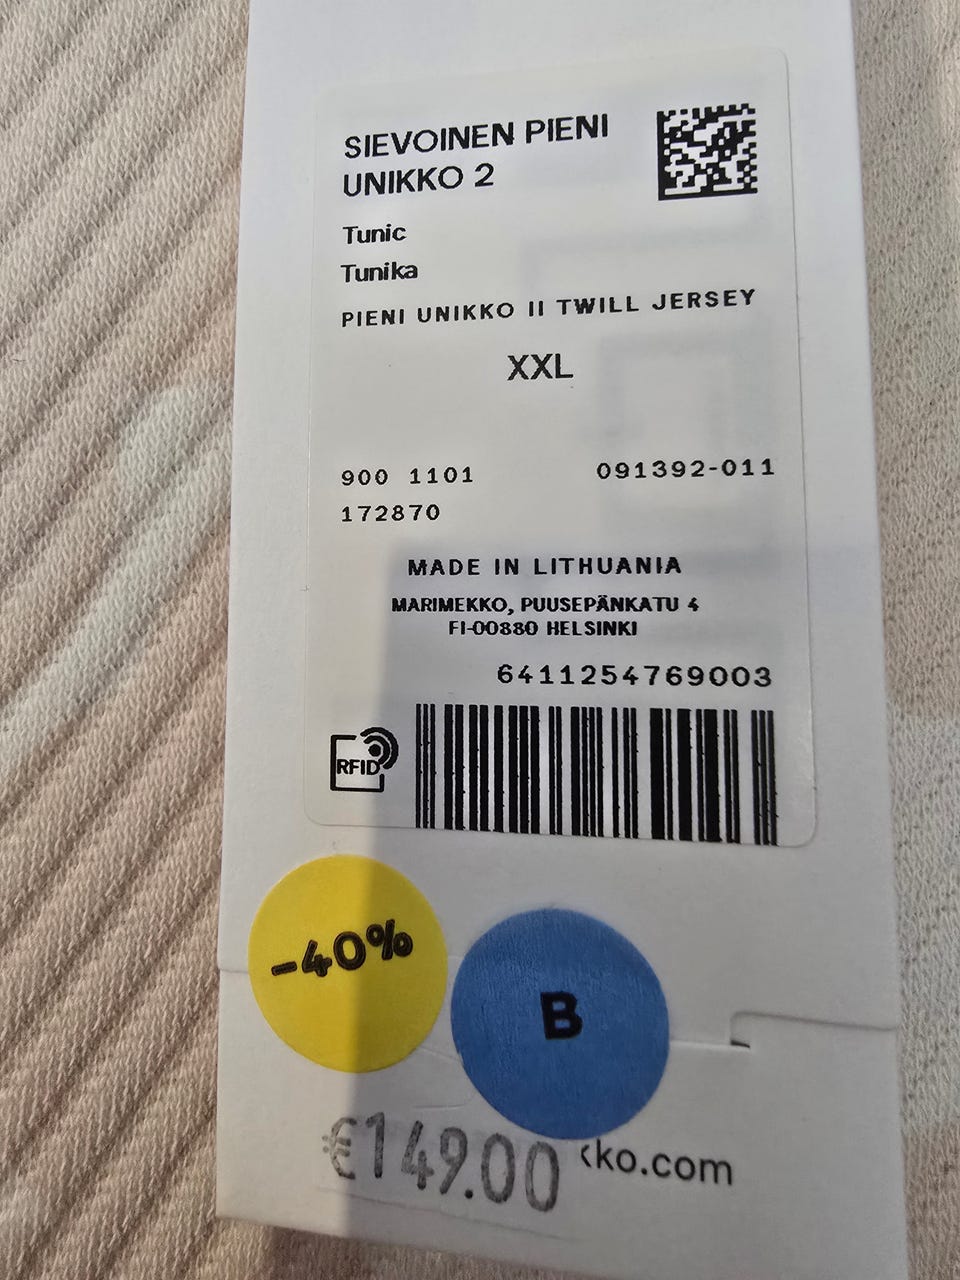 SIEVOINEN PIENI
UNIKKO 2
Tunic
Tunika
PIENI UNIKKO II TWILL JERSEY
XXL
900 1101 091392-011
172870
MADE IN LITHUANIA
MARIMEKKO, PUUSEPÄNKATU 4
FI-00880 HELSINKI
6411254769003
RFID
-40%
B
€149.00 kko.com